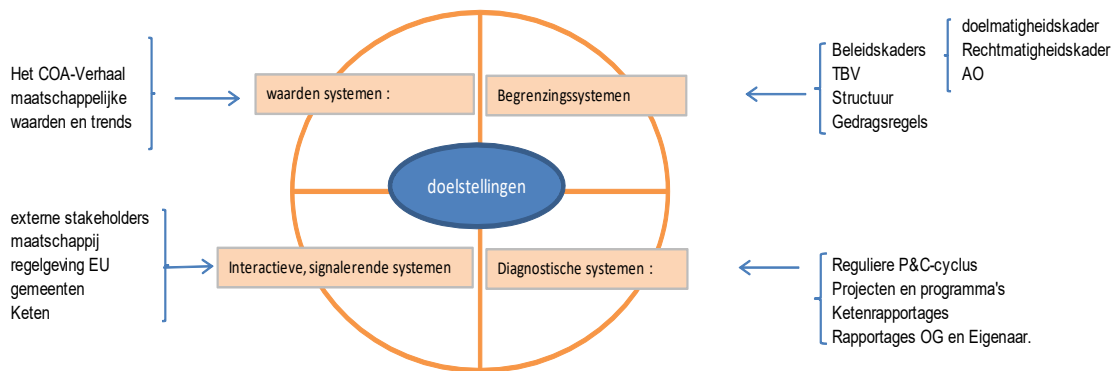 Het COA-Verhaal
maatschappelijke
waarden en trends
waarden systemen :
Begrenzingssystemen
Beleidskaders
TBV
Structuur
Gedragsregels
doelmatigheidskader
Rechtmatigheidskader
AO
doelstellingen
externe stakeholders
maatschappij
regelgeving EU
gemeenten
Keten
Interactieve, signalerende systemen
Diagnostische systemen :
Reguliere P&C-cyclus
Projecten en programma's
Ketenrapportages
Rapportages OG en Eigenaar.